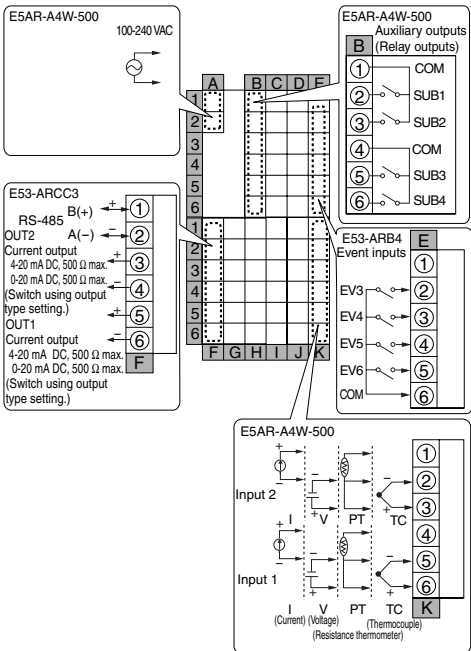 E5AR-A4W-500
100-240 VAC
E5AR-A4W-500
Auxiliary outputs
(Relay outputs)
B
1 COM
2 SUB1
3 SUB2
4 COM
5 SUB3
6 SUB4
A B C D E
1
2
3
4
5
6
1
2
3
4
5
6
F G H I J K
E53-ARCC3
RS-485 B(+) + 1
OUT2 A(−) − 2
Current output + 3
4-20 mA DC, 500 Ω max.
0-20 mA DC, 500 Ω max. − 4
(Switch using output
type setting.) + 5
OUT1
Current output − 6
4-20 mA DC, 500 Ω max.
0-20 mA DC, 500 Ω max. F
(Switch using output
type setting.)
E53-ARB4
Event inputs
E
1
EV3 2
EV4 3
EV5 4
EV6 5
COM 6
E5AR-A4W-500
+ − − 1
2
Input 2 − + + 3
I V PT TC
4
+ − − 5
Input 1 − + + 6
I V PT TC K
(Current) (Voltage) (Thermocouple)
(Resistance thermometer)